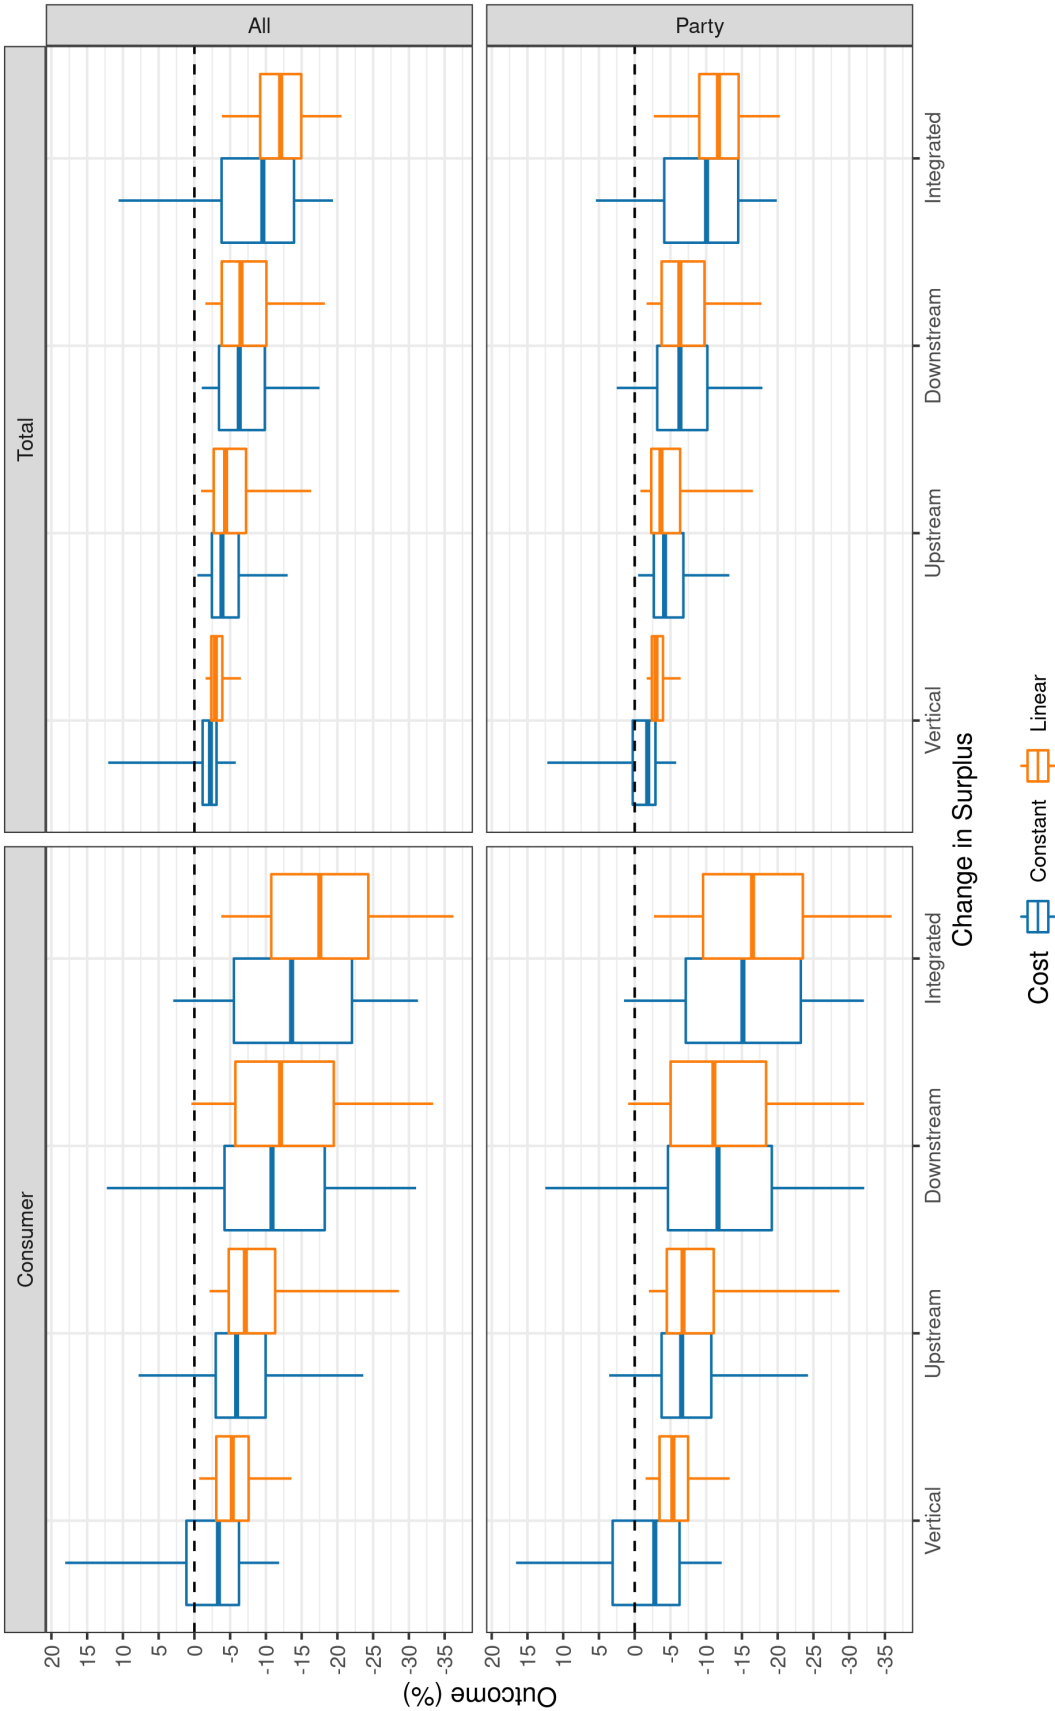 Consumer
Total
All
Party
20
15
10
5
0
-5
-10
-15
-20
-25
-30
-35
20
15
10
5
0
-5
-10
-15
-20
-25
-30
-35
Outcome (%)
Vertical
Upstream
Downstream
Integrated
Vertical
Upstream
Downstream
Integrated
Change in Surplus
Cost Constant Linear